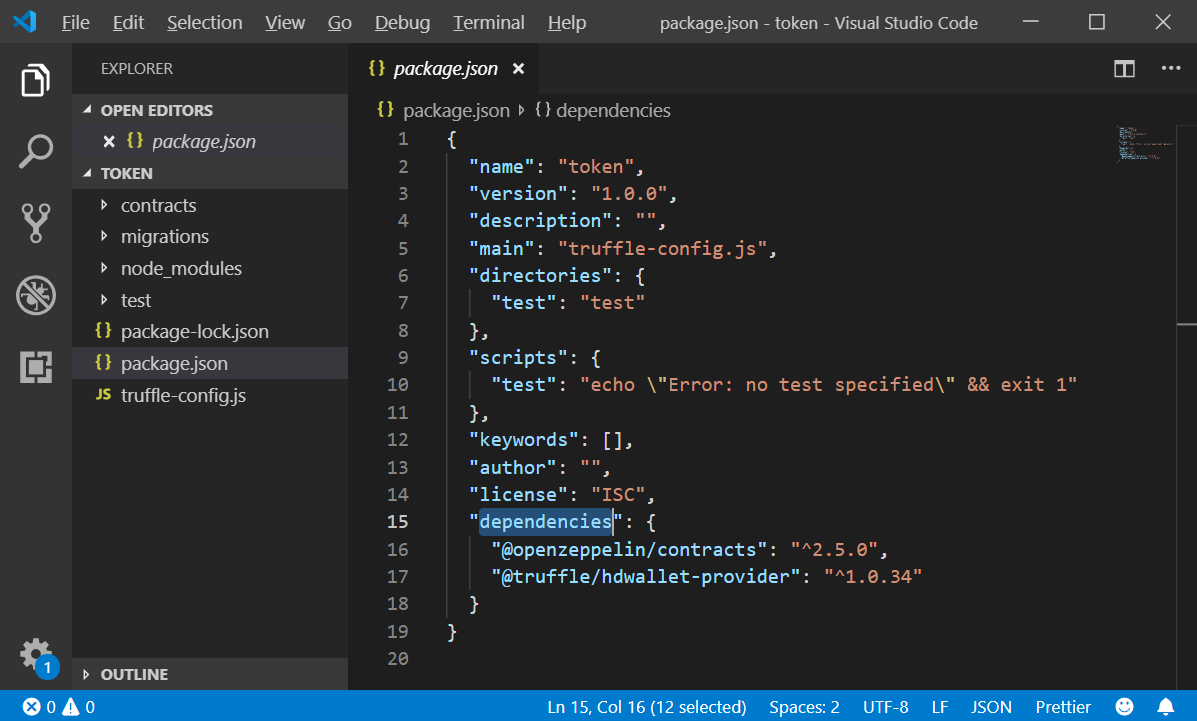 File Edit Selection View Go Debug Terminal Help package.json - token - Visual Studio Code
EXPLORER
OPEN EDITORS
{} package.json
TOKEN
contracts
migrations
node_modules
test
{} package-lock.json
{} package.json
JS truffle-config.js
OUTLINE
1
{} package.json
{} package.json {} dependencies
1 {
2 "name": "token",
3 "version": "1.0.0",
4 "description": "",
5 "main": "truffle-config.js",
6 "directories": {
7 "test": "test"
8 },
9 "scripts": {
10 "test": "echo \"Error: no test specified\" && exit 1"
11 },
12 "keywords": [],
13 "author": "",
14 "license": "ISC",
15 "dependencies": {
16 "@openzeppelin/contracts": "^2.5.0",
17 "@truffle/hdwallet-provider": "^1.0.34"
18 }
19 }
20
0 0 Ln 15, Col 16 (12 selected) Spaces: 2 UTF-8 LF JSON Prettier